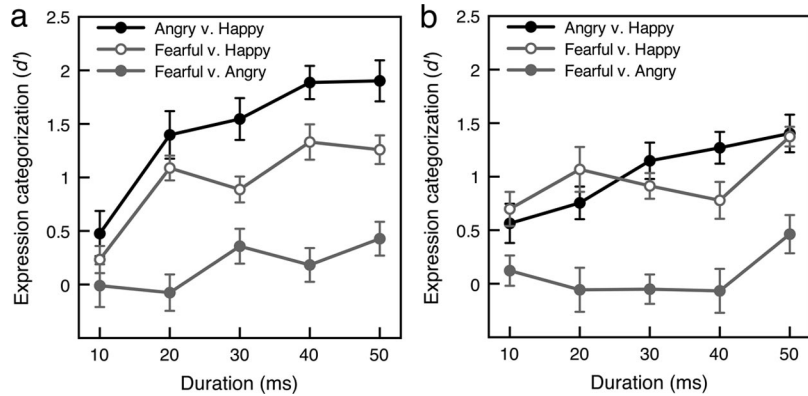 a
2.5
2
1.5
1
0.5
0
Expression categorization (d')
Angry v. Happy
Fearful v. Happy
Fearful v. Angry
10 20 30 40 50
Duration (ms)
b
2.5
2
1.5
1
0.5
0
Expression categorization (d')
Angry v. Happy
Fearful v. Happy
Fearful v. Angry
10 20 30 40 50
Duration (ms)